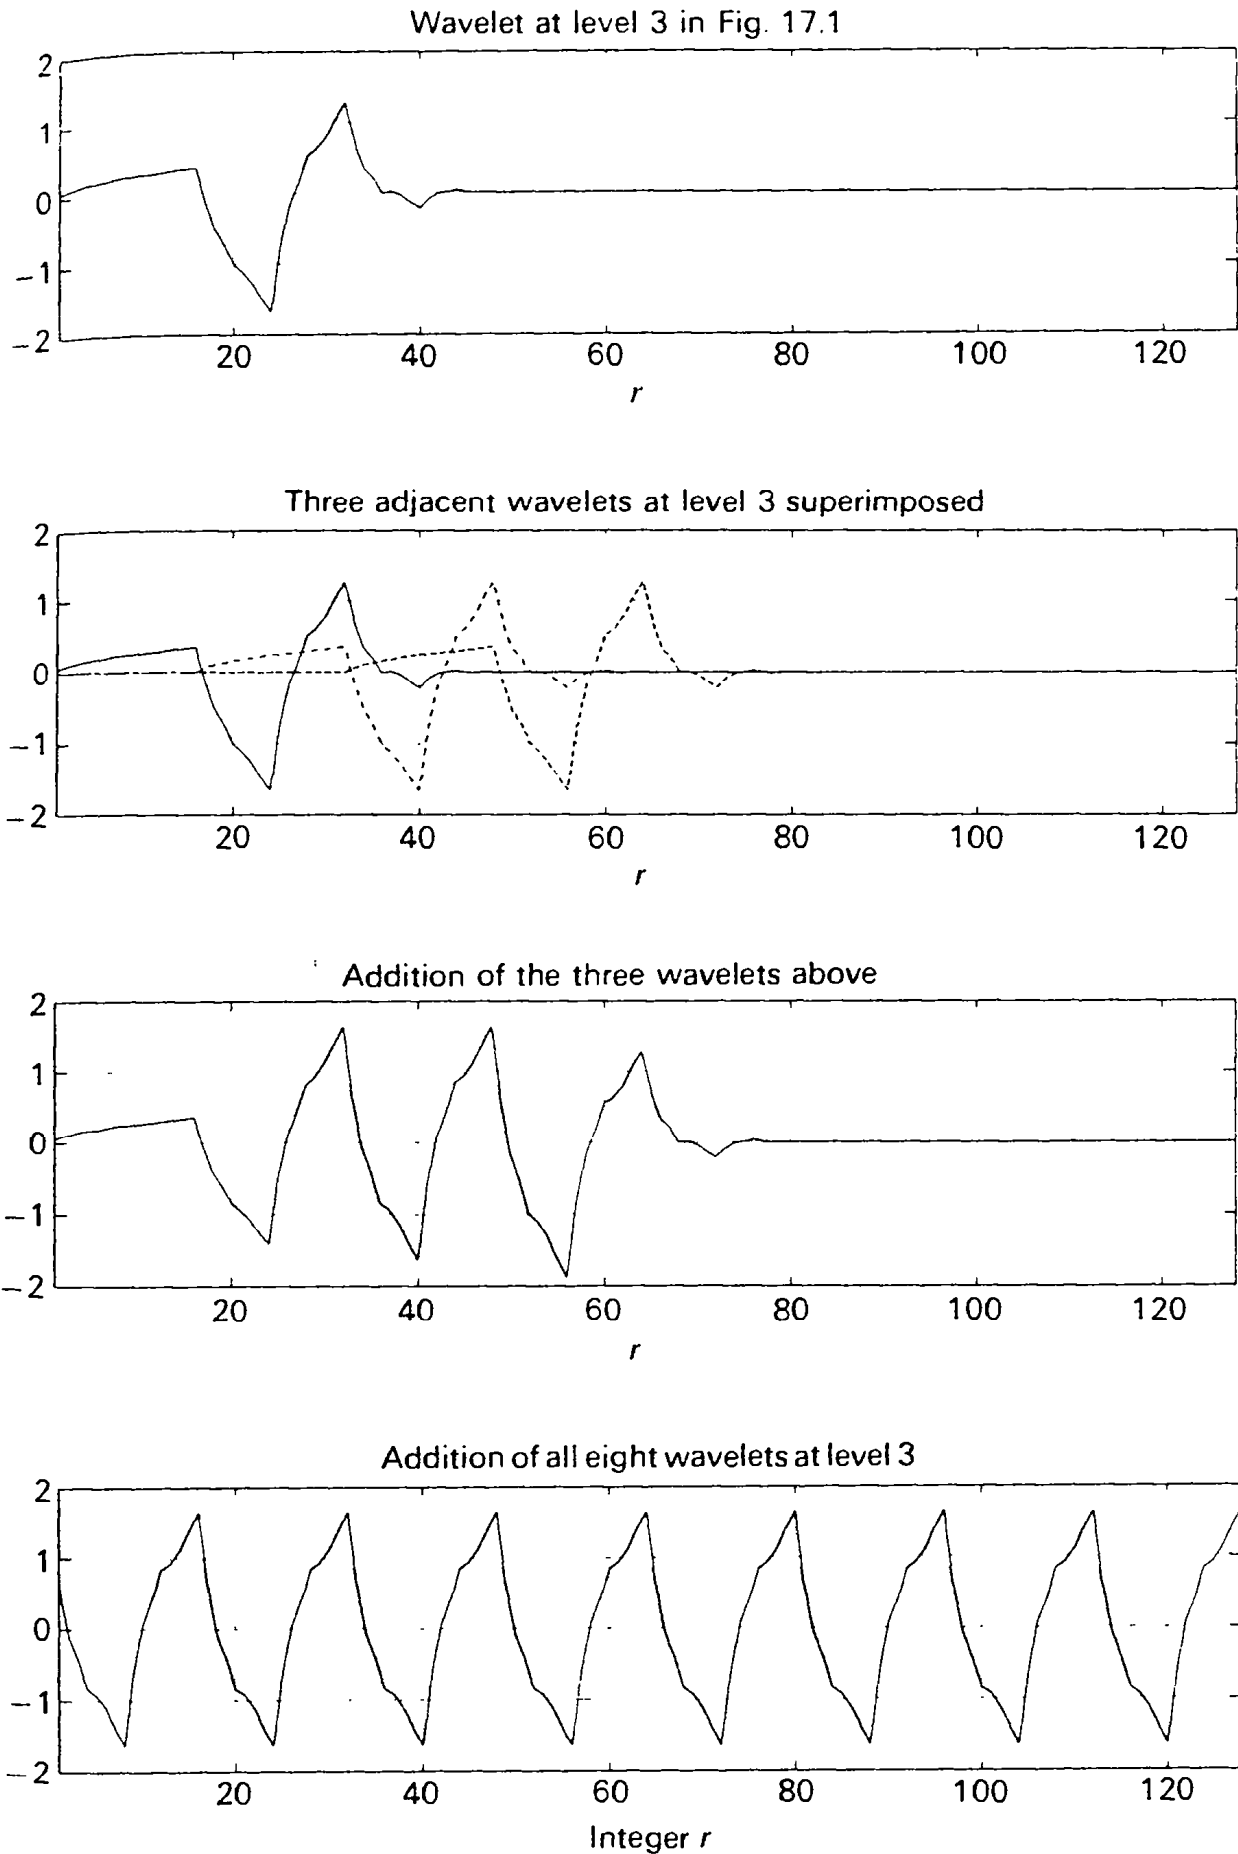 Wavelet at level 3 in Fig. 17.1
2
1
0
−1
−2
20 40 60 80 100 120
r
Three adjacent wavelets at level 3 superimposed
2
1
0
−1
−2
20 40 60 80 100 120
r
Addition of the three wavelets above
2
1
0
−1
−2
20 40 60 80 100 120
r
Addition of all eight wavelets at level 3
2
1
0
−1
−2
20 40 60 80 100 120
Integer r